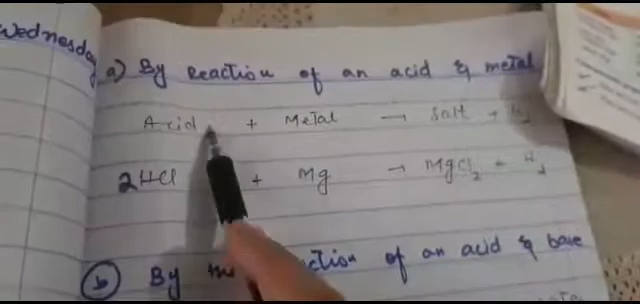 Wednesday
a) By Reaction of an acid & metal
Acid + Metal → Salt + H2
2HCl + Mg → MgCl2 + H2
b) By of an acid & base